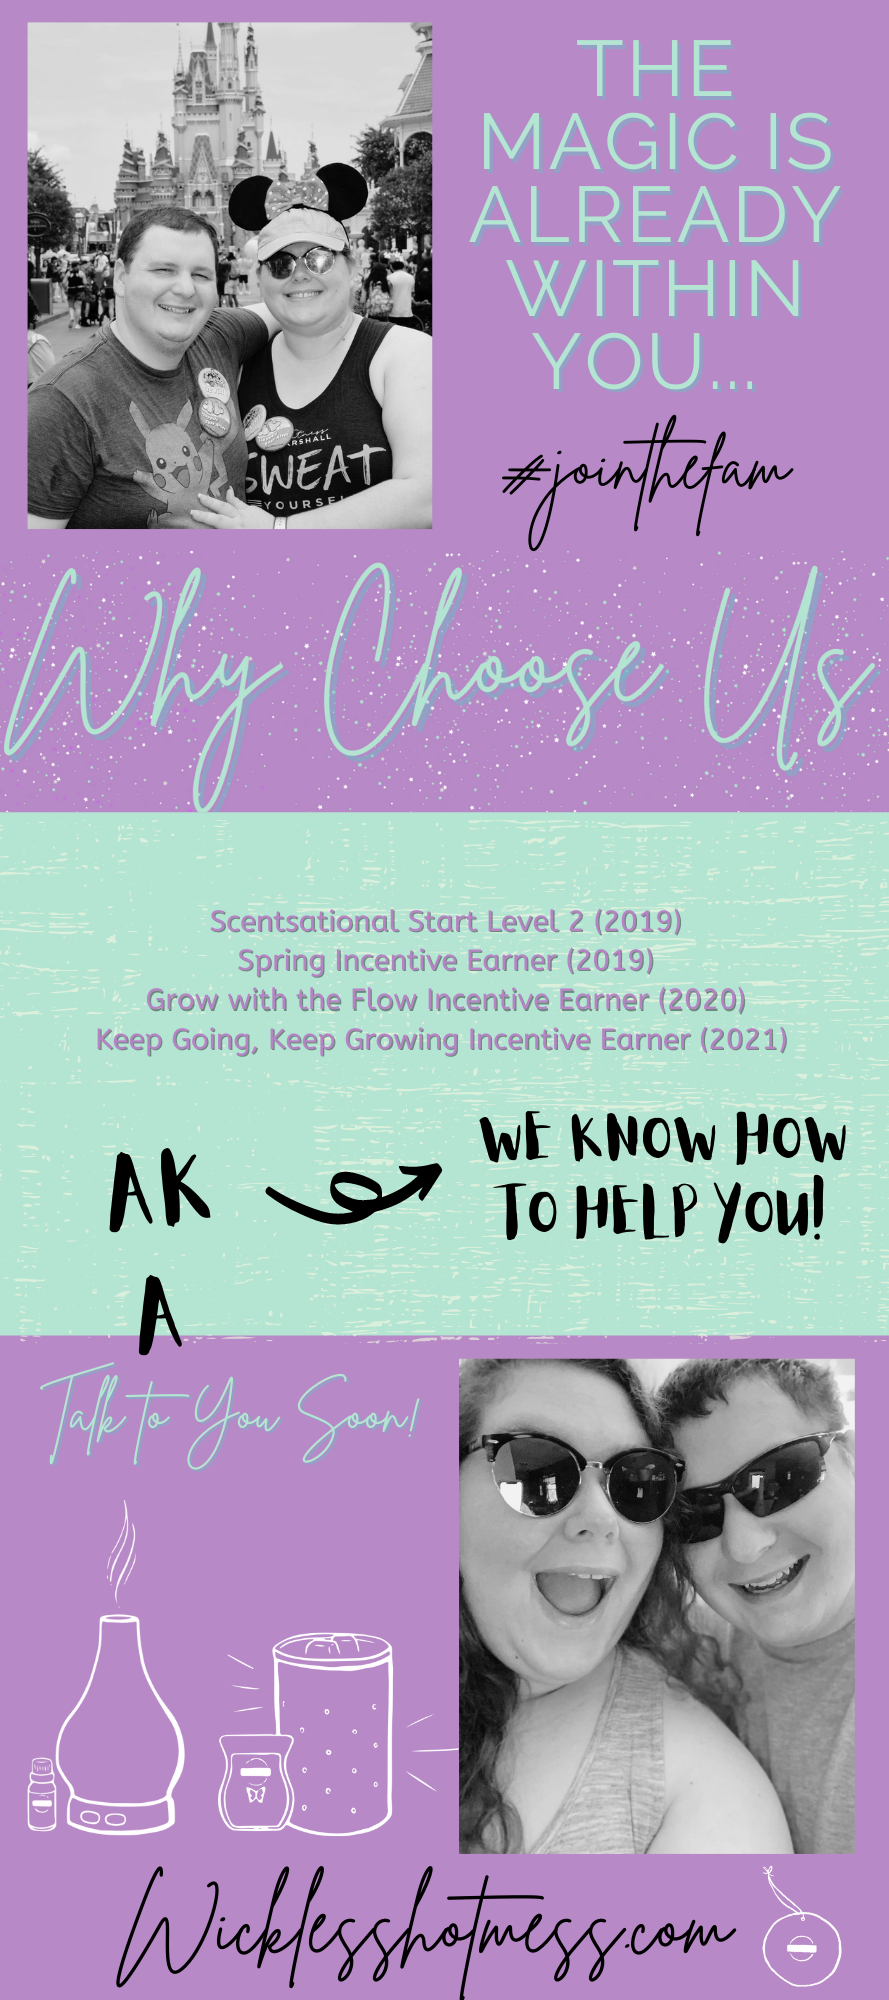 THE
MAGIC IS
ALREADY
WITHIN
YOU...
#jointhefam
SWEAT
YOURSEL
Why Choose Us
Scentsational Start Level 2 (2019)
Spring Incentive Earner (2019)
Grow with the Flow Incentive Earner (2020)
Keep Going, Keep Growing Incentive Earner (2021)
AK
A
WE KNOW HOW
TO HELP YOU!
Talk to You Soon!
Wicklesshotmess.com